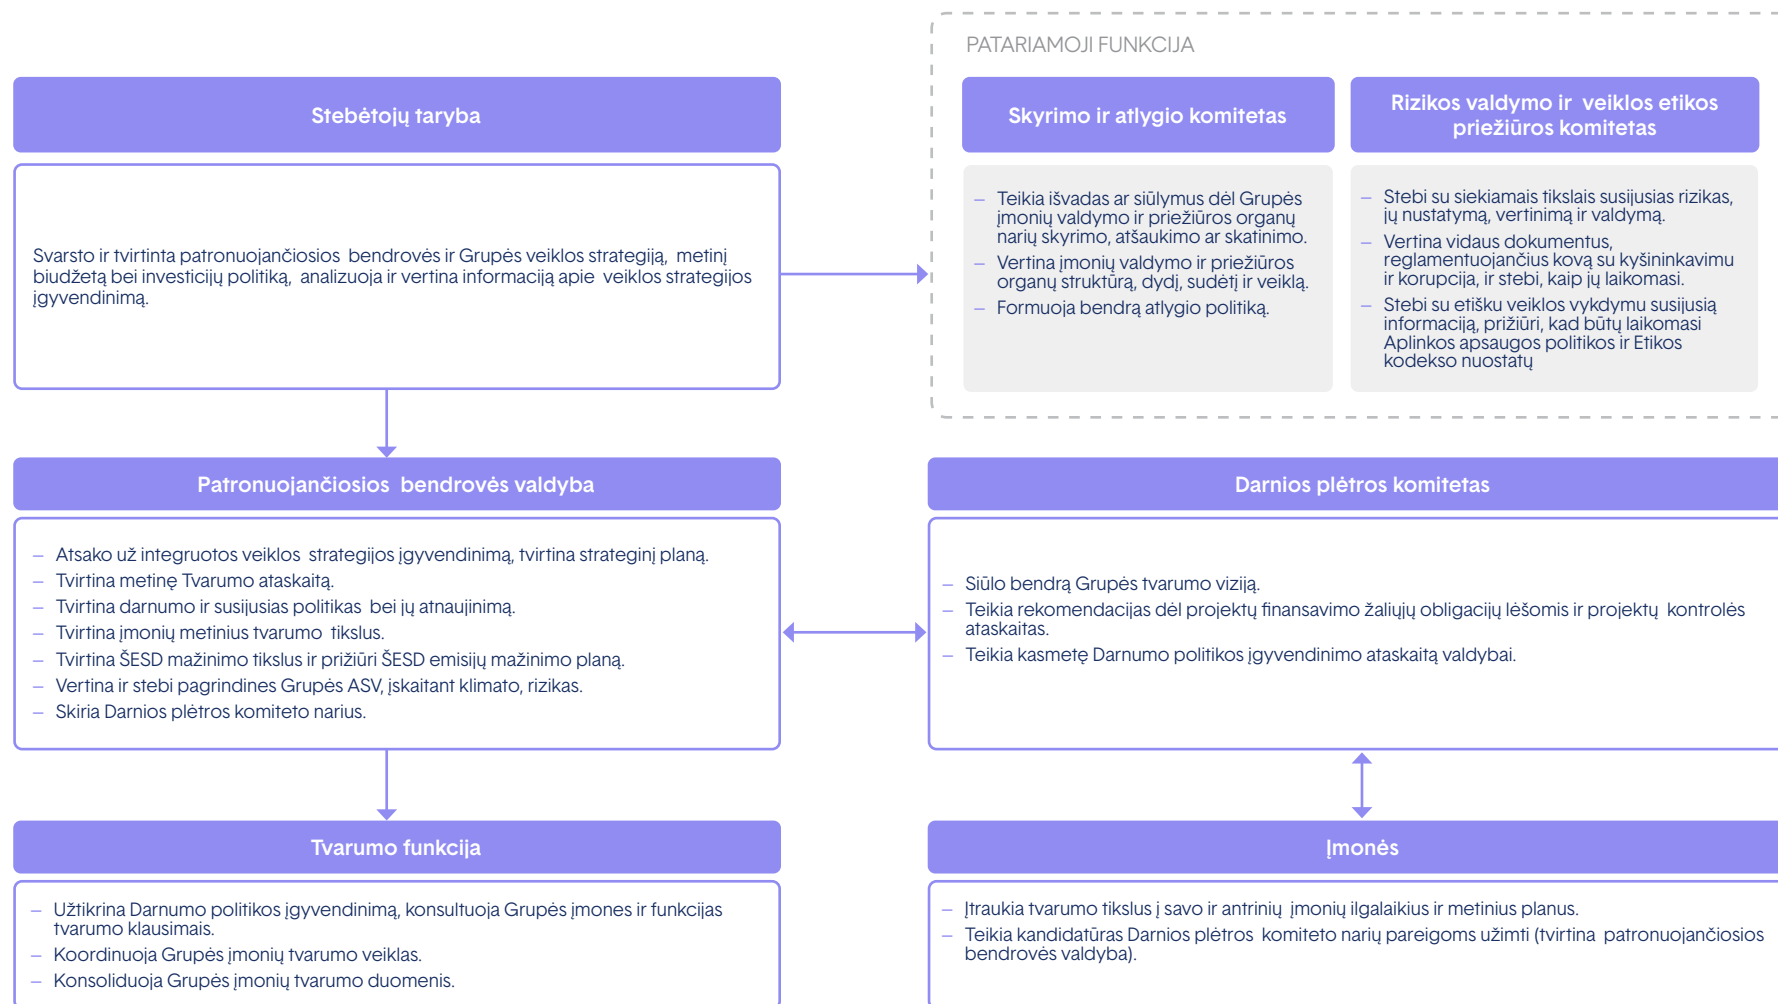 PATARIAMOJI FUNKCIJA
Stebėtojų taryba
Svarsto ir tvirtinta patronuojančiosios bendrovės ir Grupės veiklos strategiją, metinį
biudžetą bei investicijų politiką, analizuoja ir vertina informaciją apie veiklos strategijos
įgyvendinimą.
Skyrimo ir atlygio komitetas
– Teikia išvadas ar siūlymus dėl Grupės
įmonių valdymo ir priežiūros organų
narių skyrimo, atšaukimo ar skatinimo.
– Vertina įmonių valdymo ir priežiūros
organų struktūrą, dydį, sudėtį ir veiklą.
– Formuoja bendrą atlygio politiką.
Rizikos valdymo ir veiklos etikos
priežiūros komitetas
– Stebi su siekiamais tikslais susijusias rizikas,
jų nustatymą, vertinimą ir valdymą.
– Vertina vidaus dokumentus,
reglamentuojančius kovą su kyšininkavimu
ir korupcija, ir stebi, kaip jų laikomasi.
– Stebi su etišku veiklos vykdymu susijusią
informaciją, prižiūri, kad būtų laikomasi
Aplinkos apsaugos politikos ir Etikos
kodekso nuostatų
Patronuojančiosios bendrovės valdyba
– Atsako už integruotos veiklos strategijos įgyvendinimą, tvirtina strateginį planą.
– Tvirtina metinę Tvarumo ataskaitą.
– Tvirtina darnumo ir susijusias politikas bei jų atnaujinimą.
– Tvirtina įmonių metinius tvarumo tikslus.
– Tvirtina ŠESD mažinimo tikslus ir prižiūri ŠESD emisijų mažinimo planą.
– Vertina ir stebi pagrindines Grupės ASV, įskaitant klimato, rizikas.
– Skiria Darnios plėtros komiteto narius.
Darnios plėtros komitetas
– Siūlo bendrą Grupės tvarumo viziją.
– Teikia rekomendacijas dėl projektų finansavimo žaliųjų obligacijų lėšomis ir projektų kontrolės
ataskaitas.
– Teikia kasmetę Darnumo politikos įgyvendinimo ataskaitą valdybai.
Tvarumo funkcija
– Užtikrina Darnumo politikos įgyvendinimą, konsultuoja Grupės įmones ir funkcijas
tvarumo klausimais.
– Koordinuoja Grupės įmonių tvarumo veiklas.
– Konsoliduoja Grupės įmonių tvarumo duomenis.
Įmonės
– Įtraukia tvarumo tikslus į savo ir antrinių įmonių ilgalaikius ir metinius planus.
– Teikia kandidatūras Darnios plėtros komiteto narių pareigoms užimti (tvirtina patronuojančiosios
bendrovės valdyba).